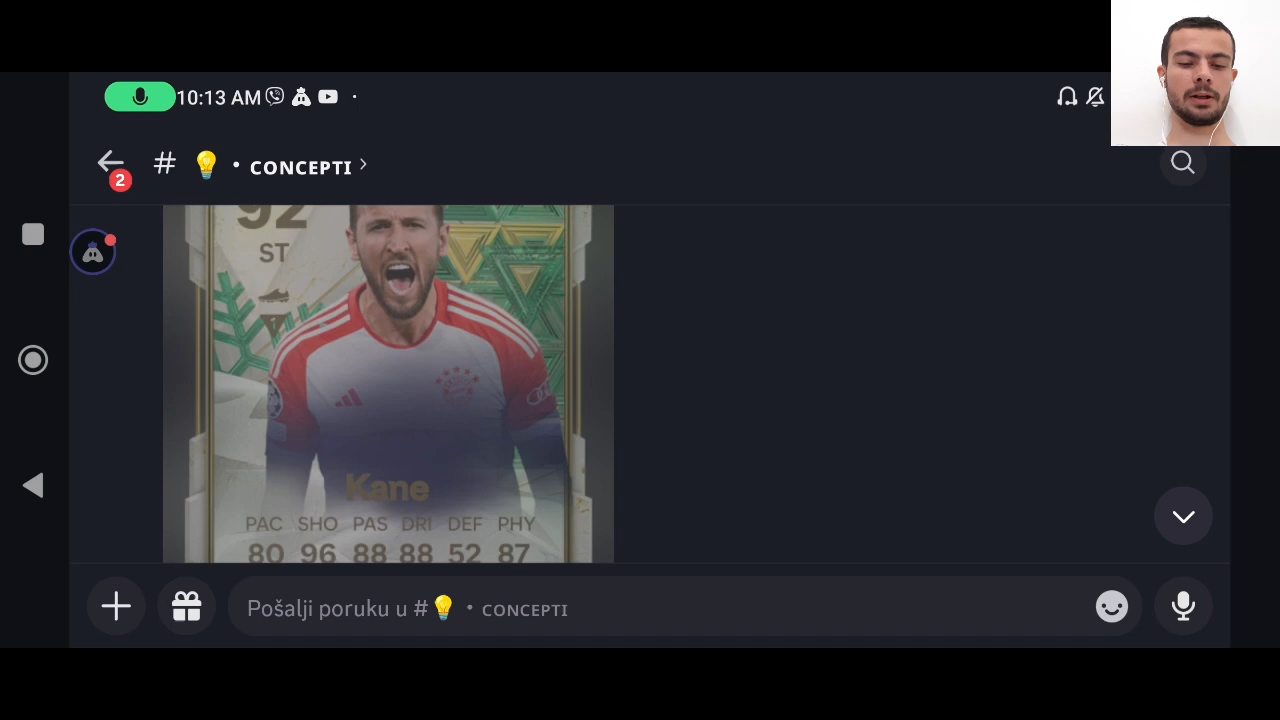 10:13 AM
# 💡 • CONCEPTI
2
92
ST
Kane
PAC SHO PAS DRI DEF PHY
80 96 88 88 52 87
Pošalji poruku u #💡 • CONCEPTI